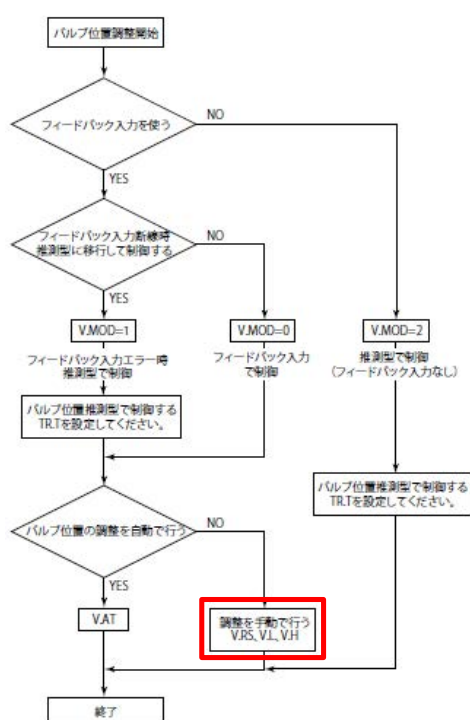 バルブ位置調整開始
フィードバック入力を使う
NO
YES
フィードバック入力断線時
推測型に移行して制御する
NO
YES
V.MOD=1
V.MOD=0
V.MOD=2
フィードバック入力エラー時
推測型で制御
フィードバック入力
で制御
推測型で制御
(フィードバック入力なし)
バルブ位置推測型で制御する
TR.Tを設定してください。
バルブ位置推測型で制御する
TR.Tを設定してください。
バルブ位置の調整を自動で行う
NO
YES
V.AT
調整を手動で行う
V.RS、V.L、V.H
終了